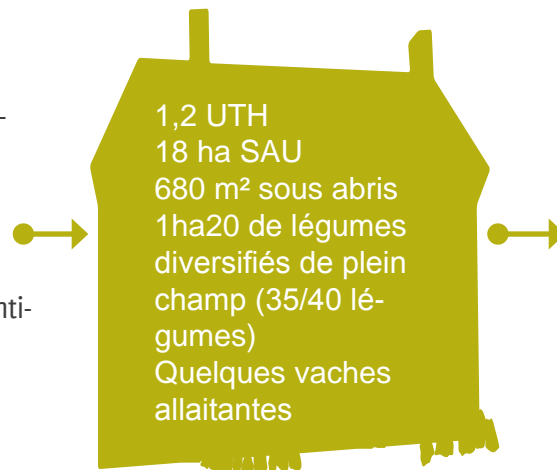 -
1,2 UTH
18 ha SAU
680 m² sous abris
1ha20 de légumes
diversifiés de plein
champ (35/40 lé-
gumes)
nti-
Quelques vaches
allaitantes